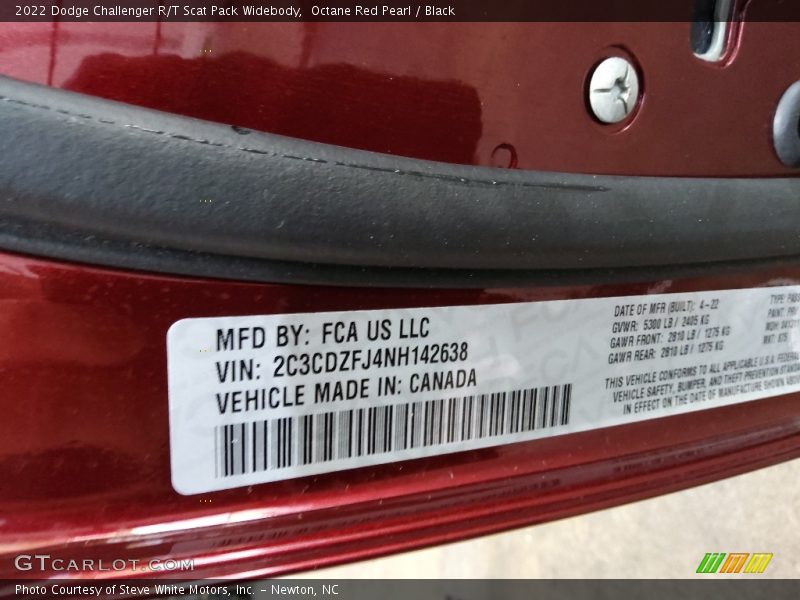 2022 Dodge Challenger R/T Scat Pack Widebody, Octane Red Pearl / Black
MFD BY: FCA US LLC
VIN: 2C3CDZFJ4NH142638
VEHICLE MADE IN: CANADA
DATE OF MFR (BUILT): 4-22
GVWR: 5300 LB / 2405 KG
GAWR FRONT: 2810 LB / 1275 KG
GAWR REAR: 2810 LB / 1275 KG
THIS VEHICLE CONFORMS TO ALL APPLICABLE U.S.A. FEDERAL
VEHICLE SAFETY, BUMPER, AND THEFT PREVENTION STANDA
IN EFFECT ON THE DATE OF MANUFACTURE SHOWN
TYPE:
PAINT:
GTCARLOT.COM
Photo Courtesy of Steve White Motors, Inc. – Newton, NC